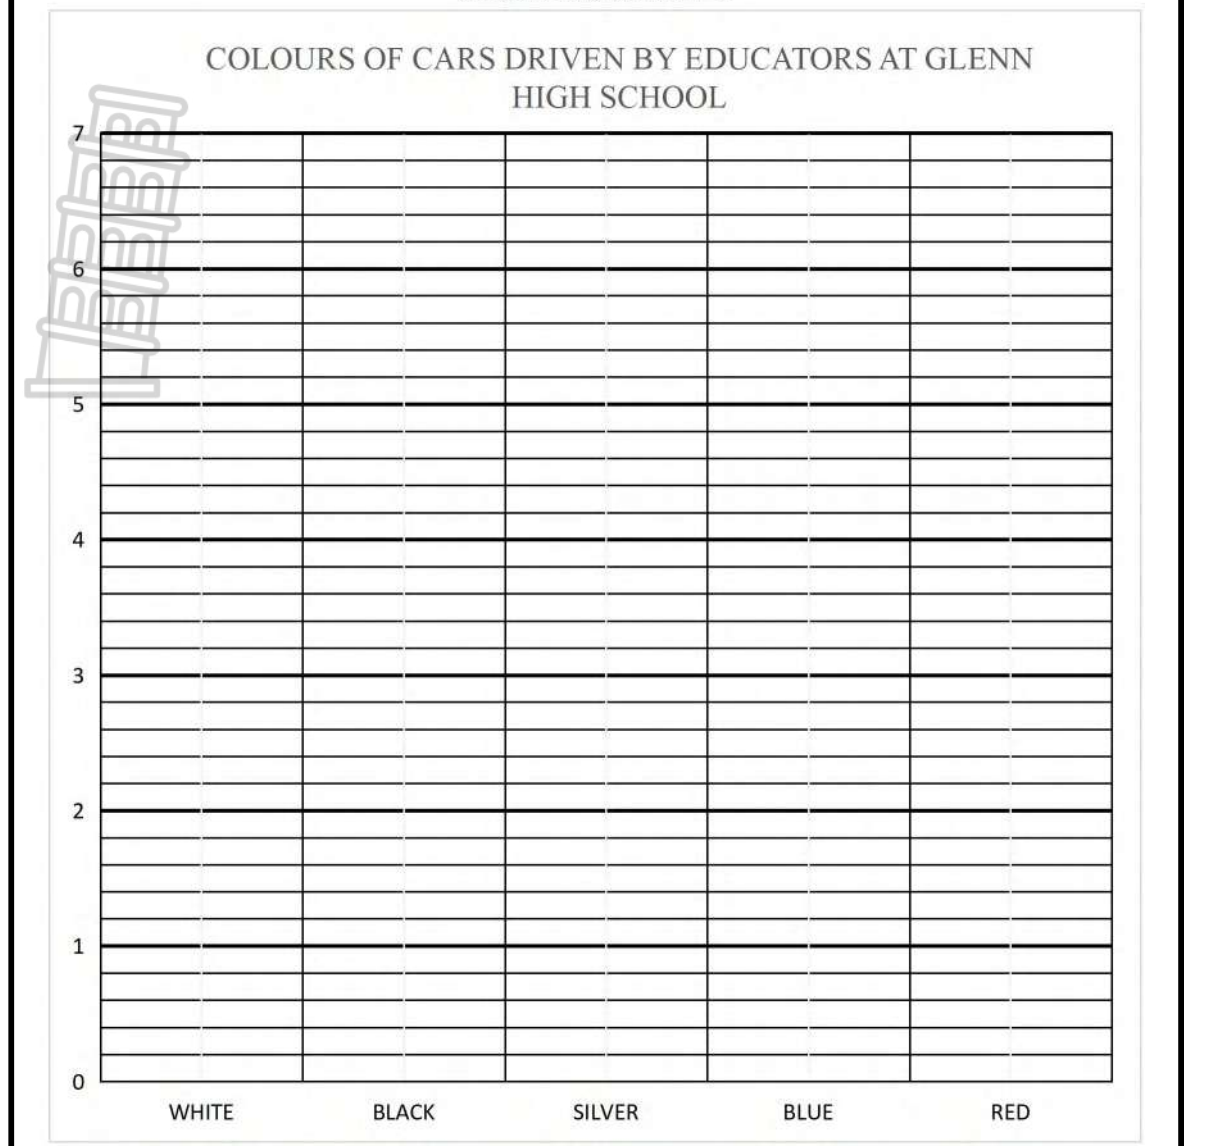 COLOURS OF CARS DRIVEN BY EDUCATORS AT GLENN
HIGH SCHOOL
7
6
5
4
3
2
1
0
WHITE BLACK SILVER BLUE RED